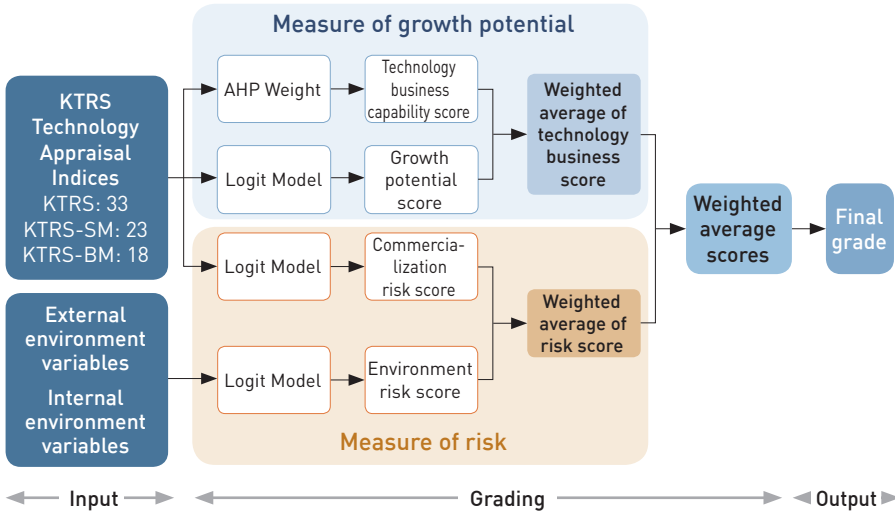 Measure of growth potential
KTRS
Technology
Appraisal
Indices
KTRS: 33
KTRS-SM: 23
KTRS-BM: 18
AHP Weight
Technology
business
capability score
Logit Model
Growth
potential
score
Weighted
average of
technology
business
score
Logit Model
Commercia-
lization
risk score
External
environment
variables
Internal
environment
variables
Logit Model
Environment
risk score
Weighted
average of
risk score
Measure of risk
Weighted
average
scores
Final
grade
Input
Grading
Output